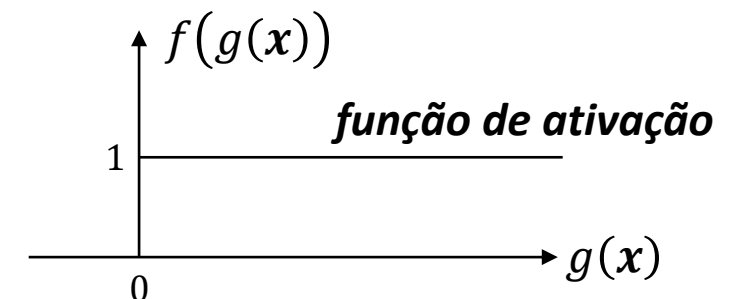 f(g(x))
função de ativação
1
g(x)
0